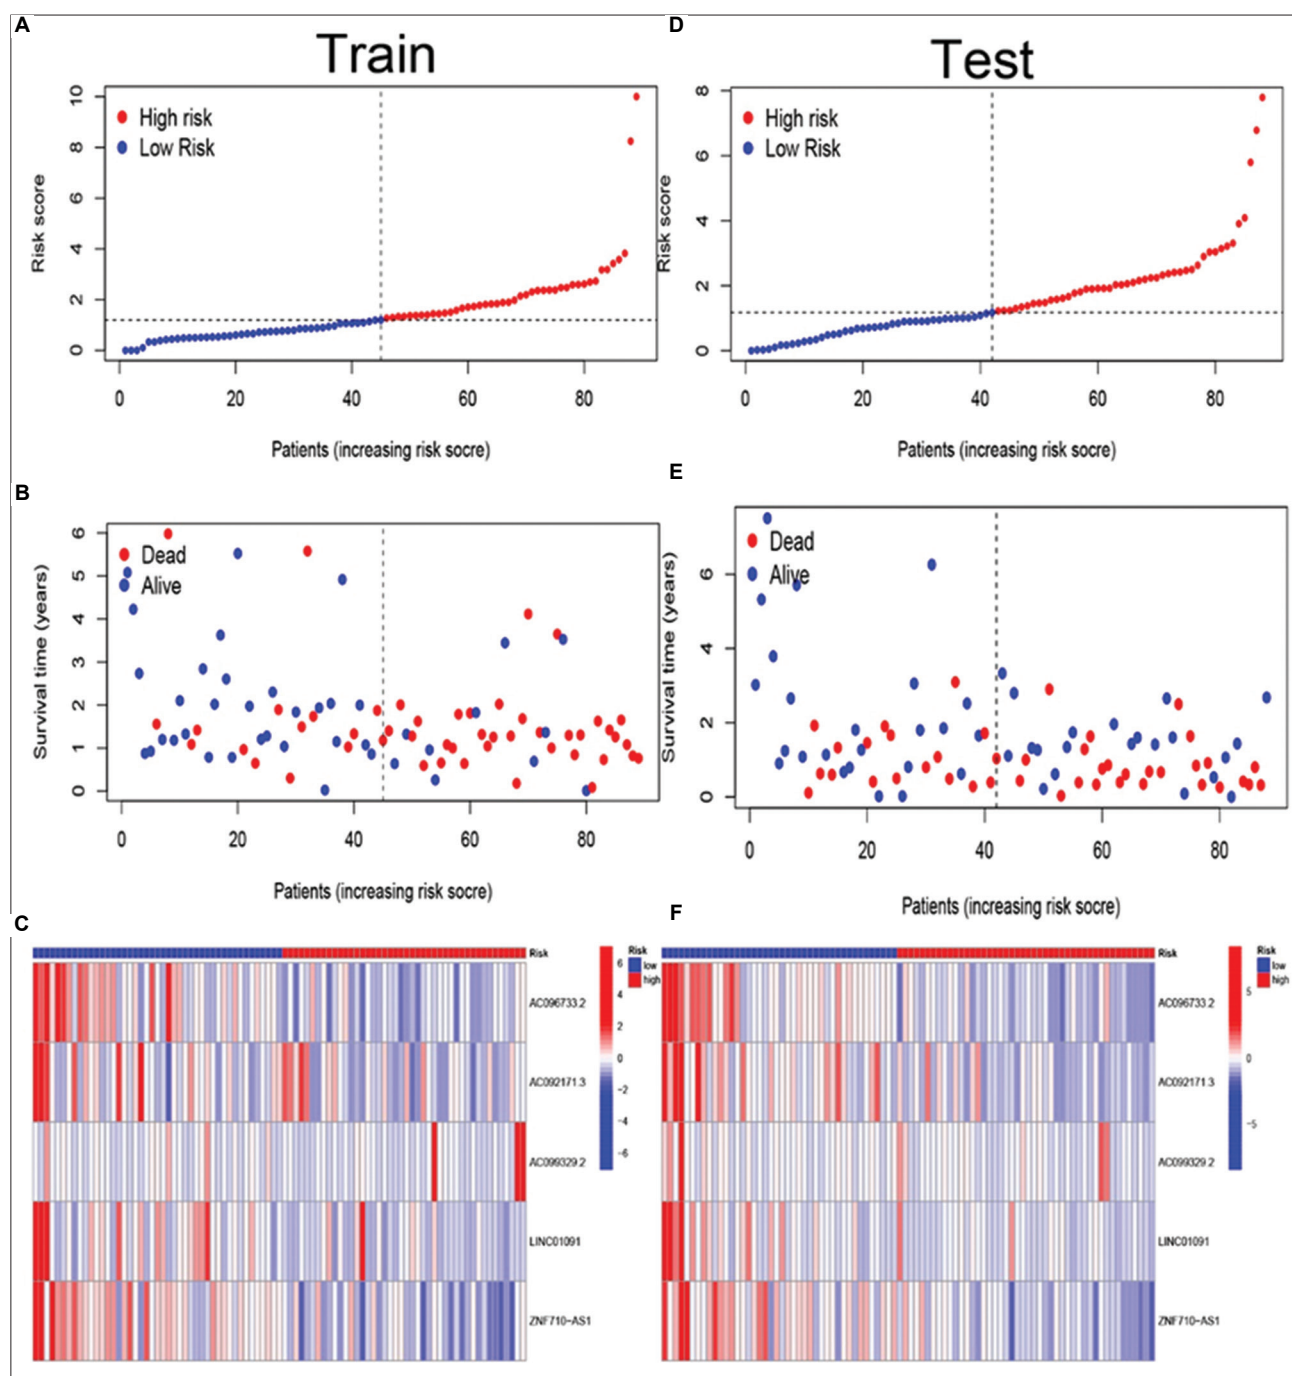 A
Train
Risk score
10
8
6
4
2
0
High risk
Low Risk
0 20 40 60 80
Patients (increasing risk socre)
D
Test
Risk score
8
6
4
2
0
High risk
Low Risk
0 20 40 60 80
Patients (increasing risk socre)
B
Survival time (years)
6
5
4
3
2
1
0
Dead
Alive
0 20 40 60 80
Patients (increasing risk socre)
E
Survival time (years)
6
4
2
0
Dead
Alive
0 20 40 60 80
Patients (increasing risk socre)
C
Risk
AC096733.2
AC092171.3
AC099329.2
LINC01091
ZNF710-AS1
6
4
2
0
-2
-4
-6
Risk
low
high
F
Risk
AC096733.2
AC092171.3
AC099329.2
LINC01091
ZNF710-AS1
5
0
-5
Risk
low
high